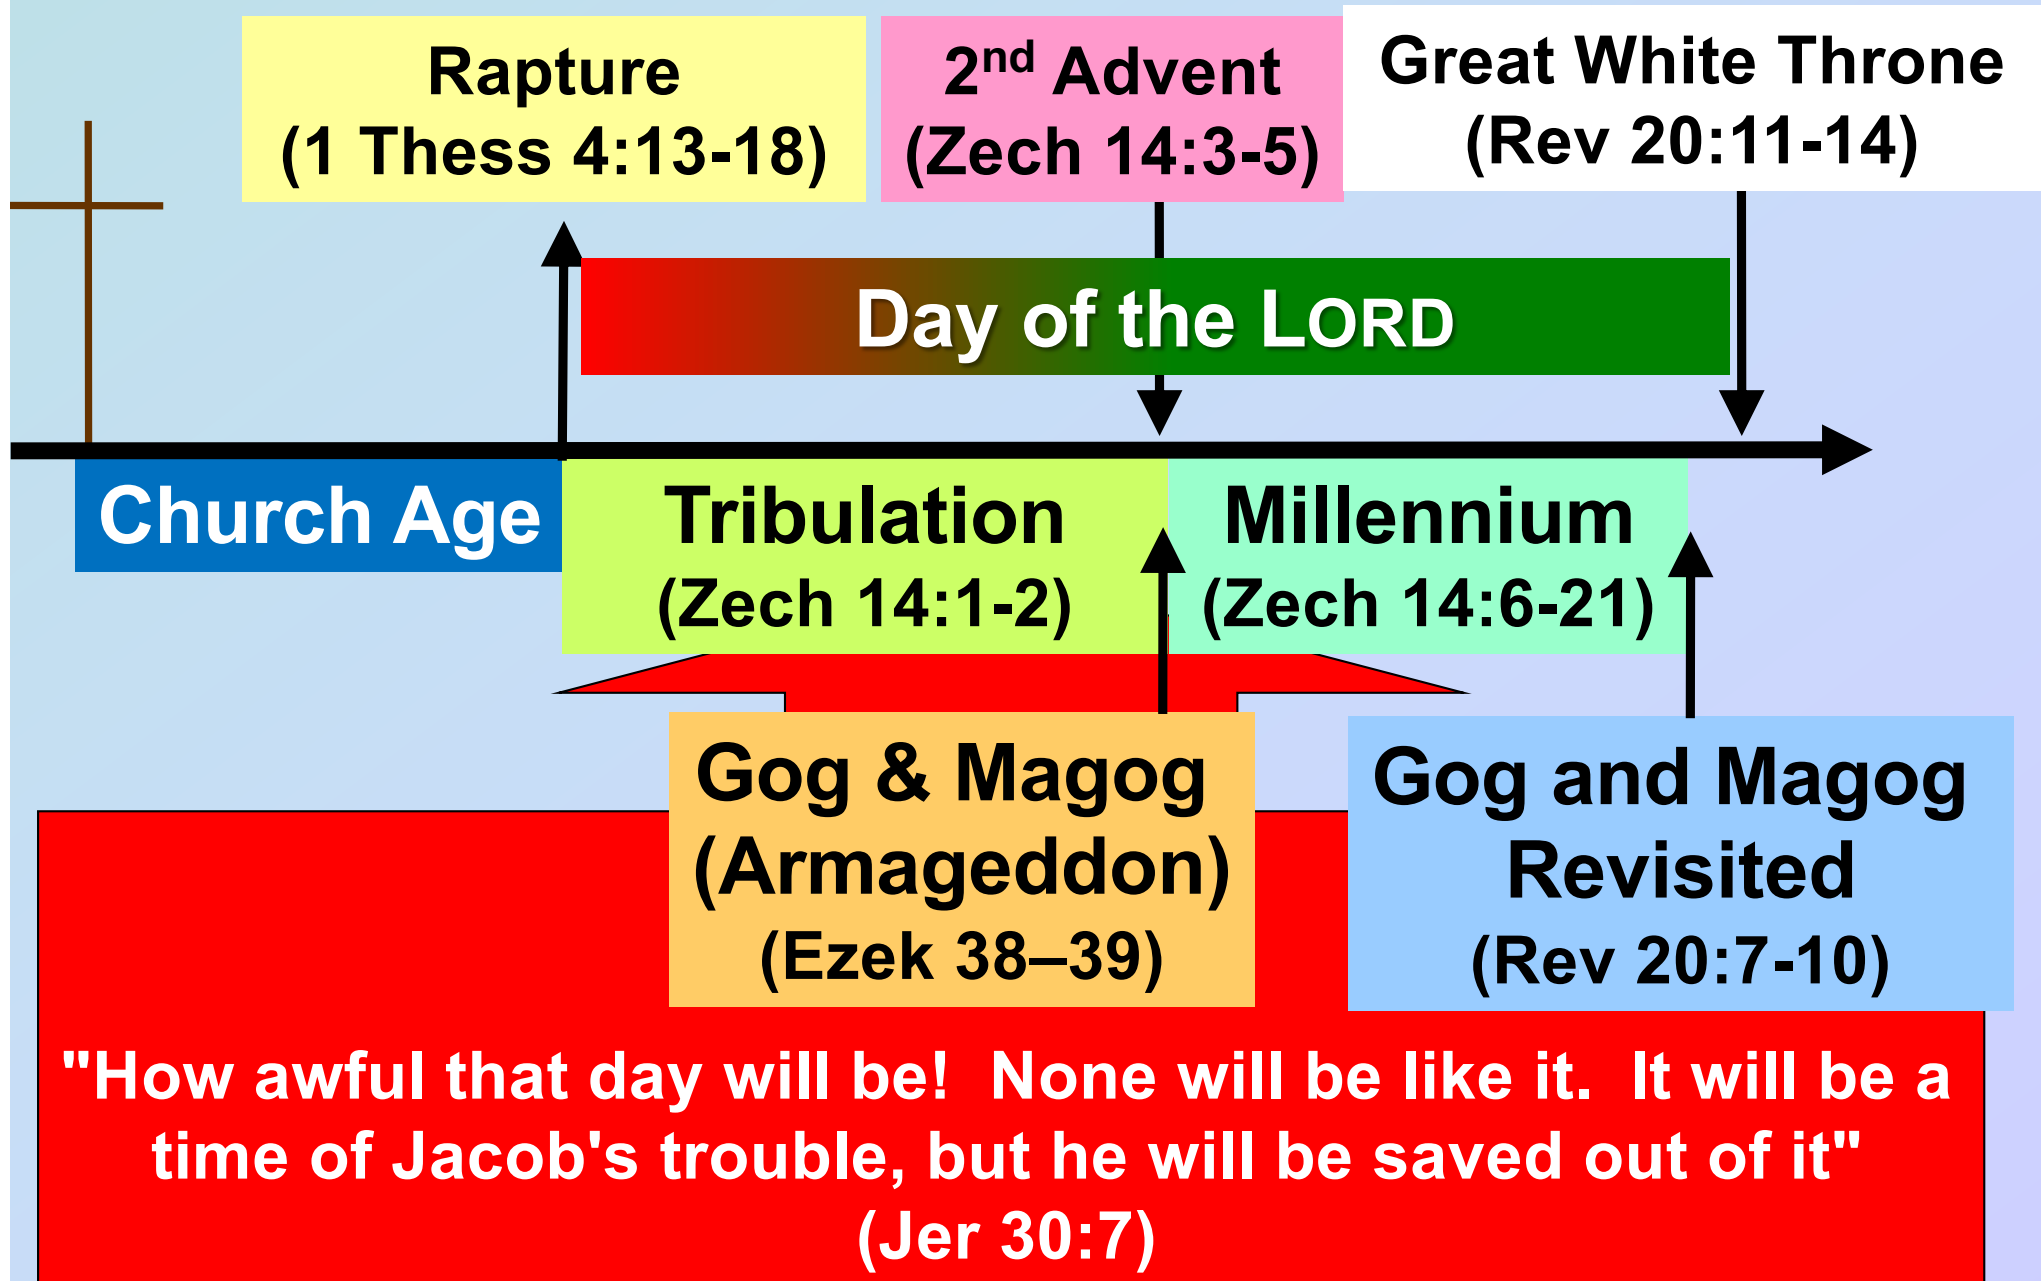 Rapture
(1 Thess 4:13-18)
2nd Advent
(Zech 14:3-5)
Great White Throne
(Rev 20:11-14)
Day of the LORD
Church Age
Tribulation
(Zech 14:1-2)
Millennium
(Zech 14:6-21)
Gog & Magog
(Armageddon)
(Ezek 38–39)
Gog and Magog
Revisited
(Rev 20:7-10)
"How awful that day will be!  None will be like it.  It will be a
time of Jacob's trouble, but he will be saved out of it"
(Jer 30:7)